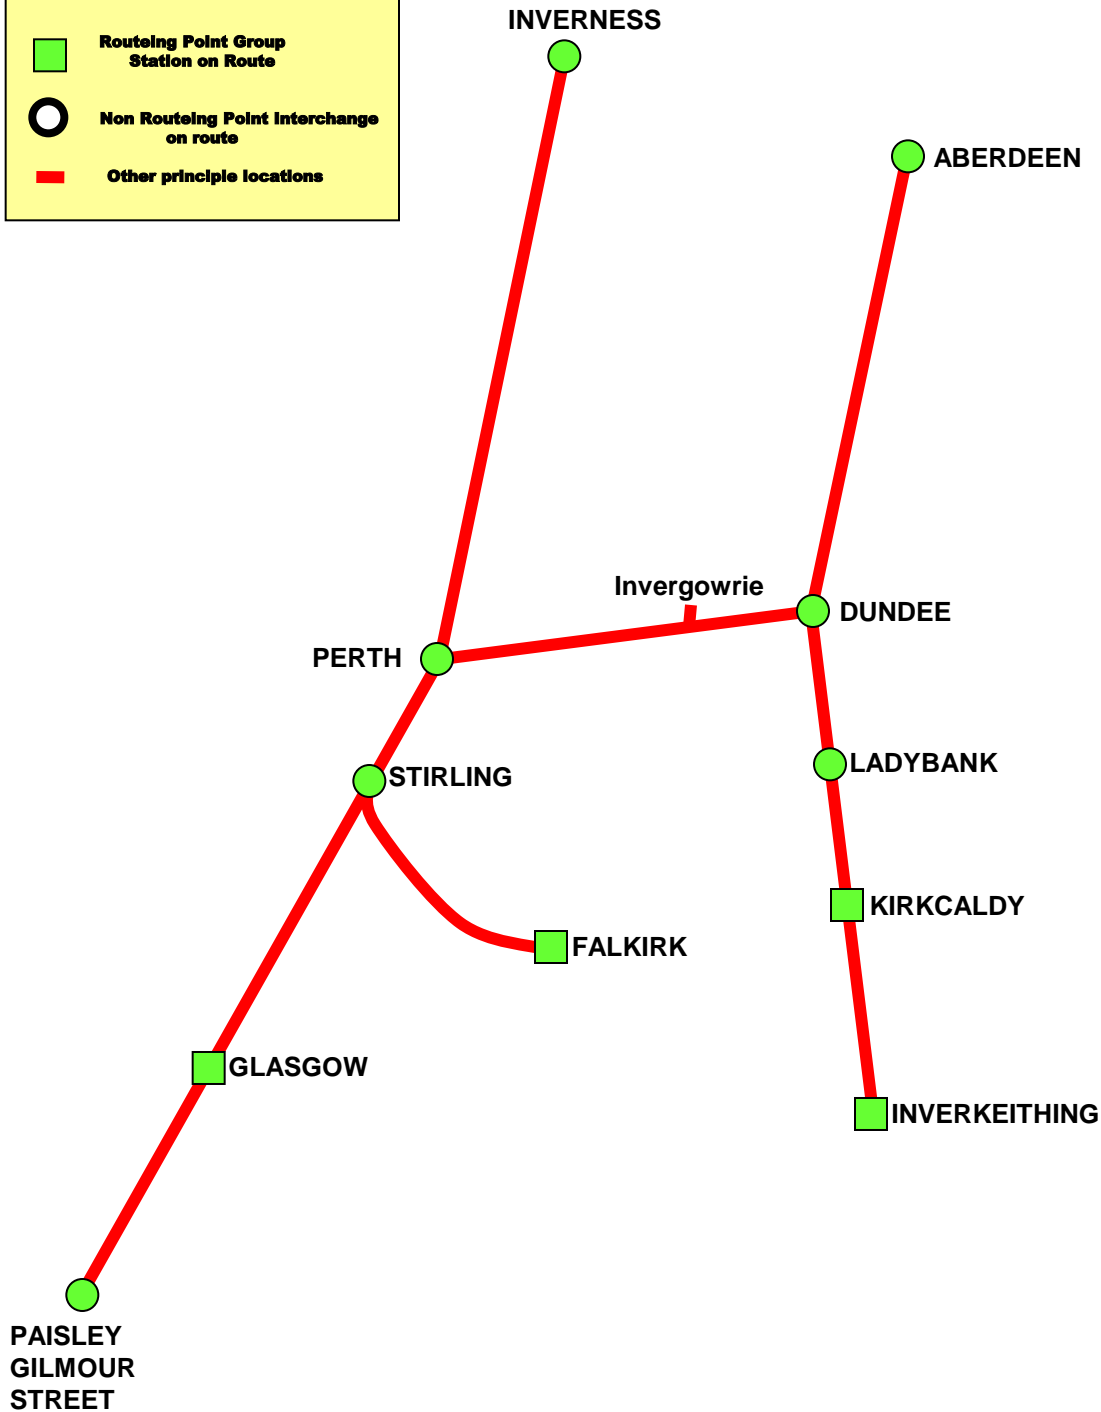 INVERNESS
Routeing Point Group
Station on Route
Non Routeing Point Interchange
on route
Other principle locations
ABERDEEN
Invergowrie
DUNDEE
PERTH
LADYBANK
STIRLING
KIRKCALDY
FALKIRK
GLASGOW
INVERKEITHING
PAISLEY
GILMOUR
STREET